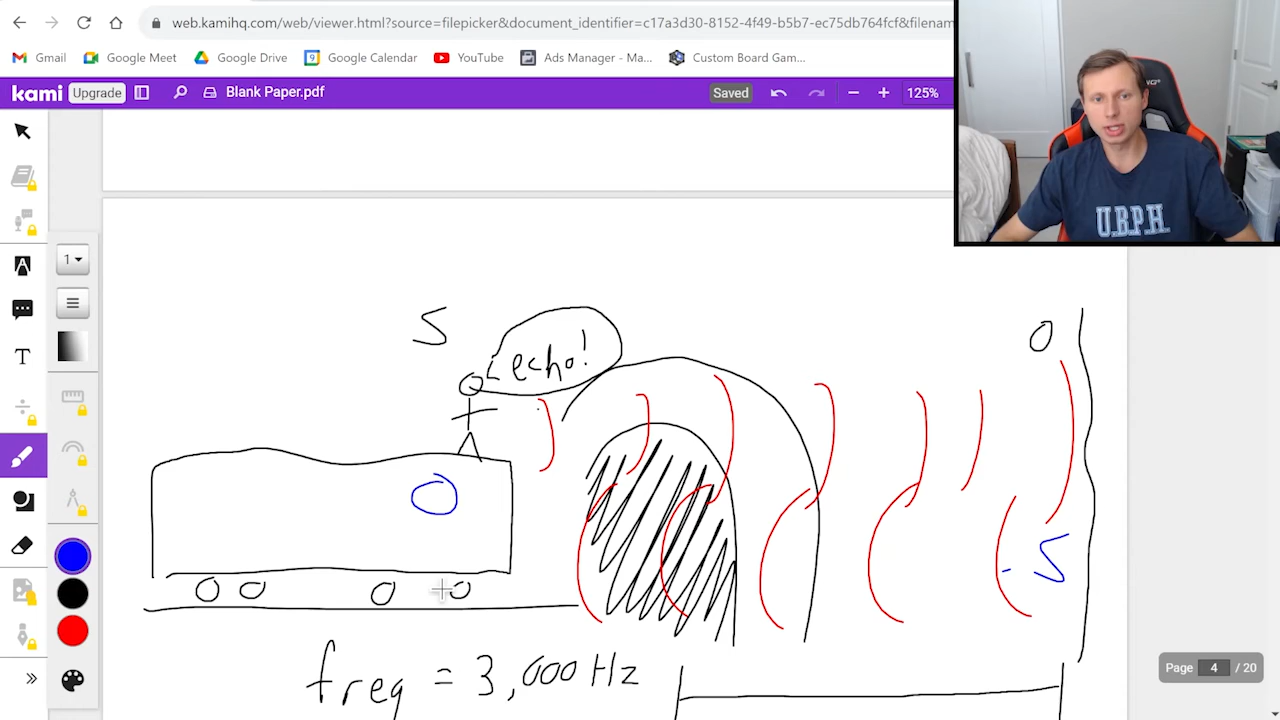 web.kamihq.com/web/viewer.html?source=filepicker&document_identifier=c17a3d30-8152-4f49-b5b7-ec75db764fcf&filenam
Gmail Google Meet Google Drive Google Calendar YouTube Ads Manager - Ma... Custom Board Gam...
kami Upgrade Blank Paper.pdf Saved 125%
1
A
T
U.B.P.H.
S
echo!
O
O
S
freq = 3,000 Hz
Page 4 / 20